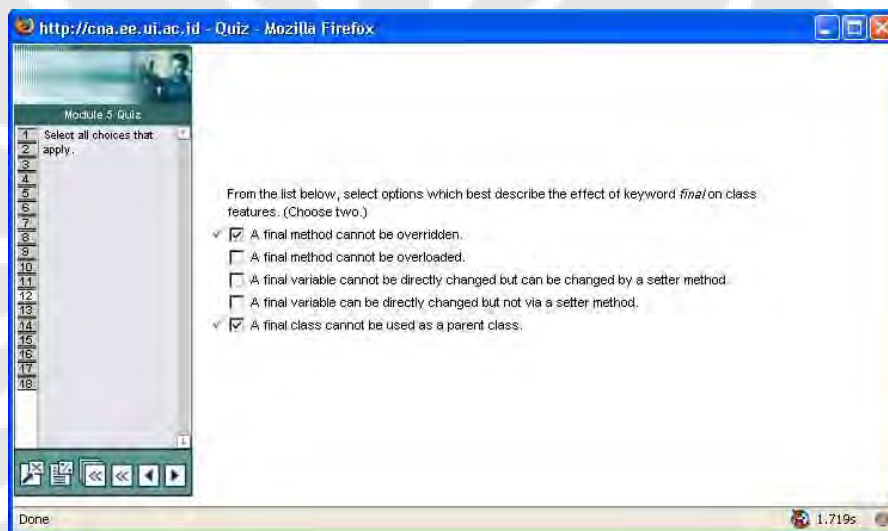 http://cna.ee.ui.ac.id - Quiz - Mozilla Firefox
Module 5 Quiz
Select all choices that
apply.
1
2
3
4
5
6
7
8
9
10
11
12
13
14
15
16
17
18
From the list below, select options which best describe the effect of keyword final on class
features. (Choose two.)
A final method cannot be overridden.
A final method cannot be overloaded.
A final variable cannot be directly changed but can be changed by a setter method.
A final variable can be directly changed but not via a setter method.
A final class cannot be used as a parent class.
Done
1.719s